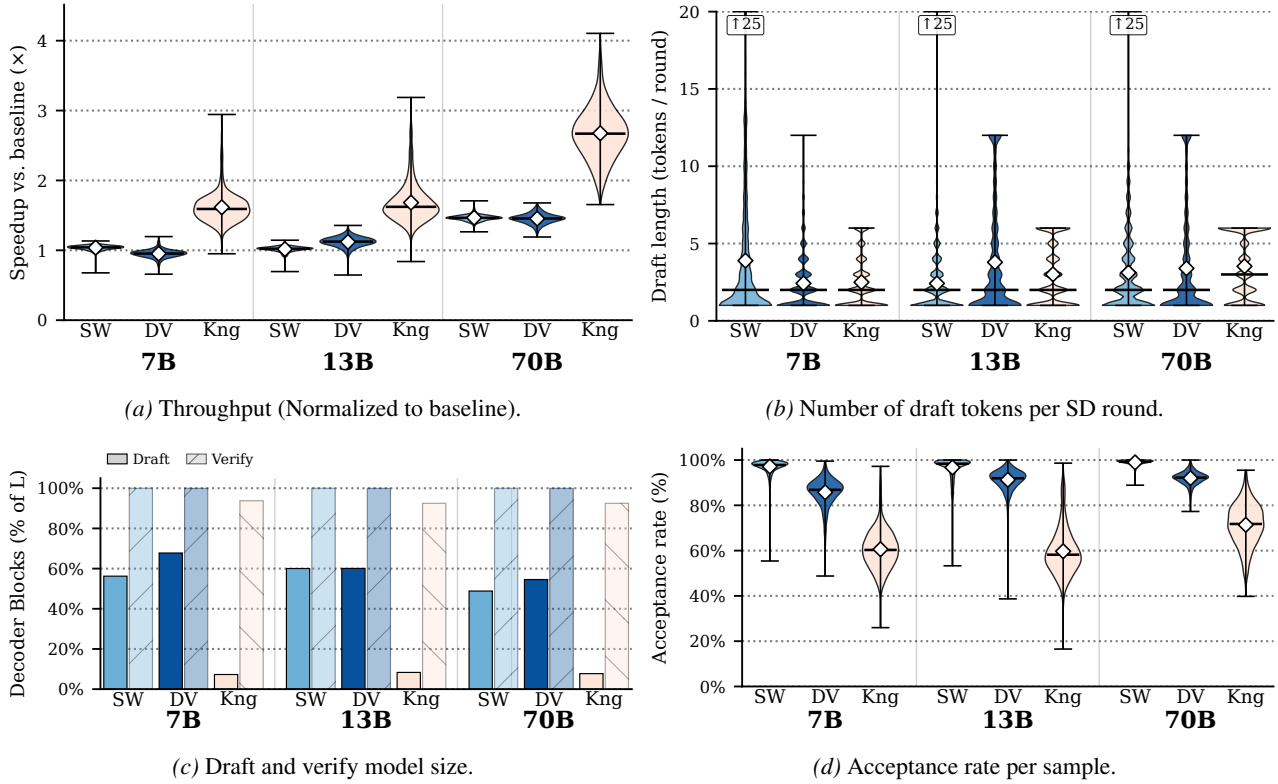 Speedup vs. baseline (×)
4
3
2
1
0
SW DV Kng SW DV Kng SW DV Kng
7B 13B 70B
(a) Throughput (Normalized to baseline).
Draft length (tokens / round)
20
15
10
5
0
↑25 ↑25 ↑25
SW DV Kng SW DV Kng SW DV Kng
7B 13B 70B
(b) Number of draft tokens per SD round.
Draft Verify
Decoder Blocks (% of L)
100%
80%
60%
40%
20%
0%
SW DV Kng SW DV Kng SW DV Kng
7B 13B 70B
(c) Draft and verify model size.
Acceptance rate (%)
100%
80%
60%
40%
20%
0%
SW DV Kng SW DV Kng SW DV Kng
7B 13B 70B
(d) Acceptance rate per sample.